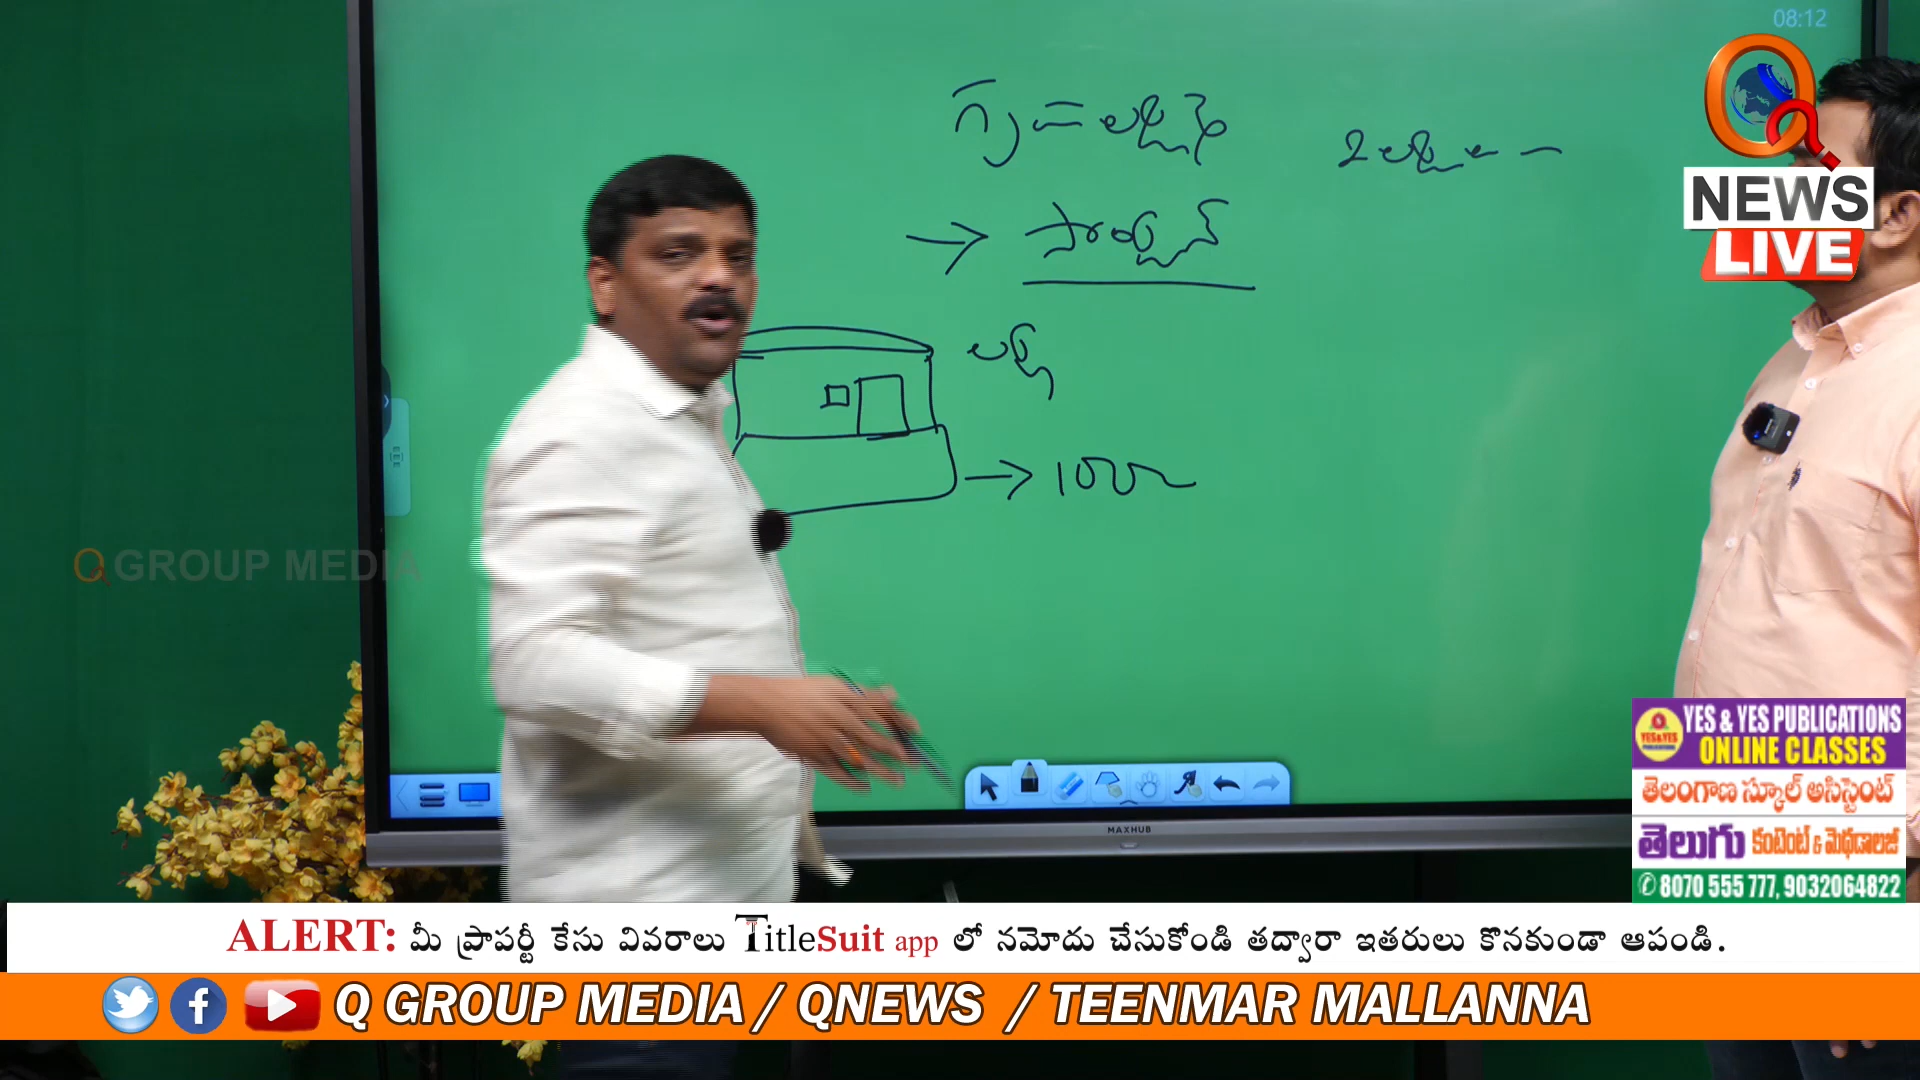 08:12
Q
NEWS
LIVE
Q GROUP MEDIA
MAXHUB
YES & YES PUBLICATIONS
ONLINE CLASSES
తెలంగాణ స్కూల్ అసిస్టెంట్
తెలుగు కంటెంట్ & మెథడాలజీ
8070 555 777, 9032064822
ALERT: మీ ప్రాపర్టీ కేసు వివరాలు TitleSuit app లో నమోదు చేసుకోండి తద్వారా ఇతరులు కొనకుండా ఆపండి.
Q GROUP MEDIA / QNEWS / TEENMAR MALLANNA